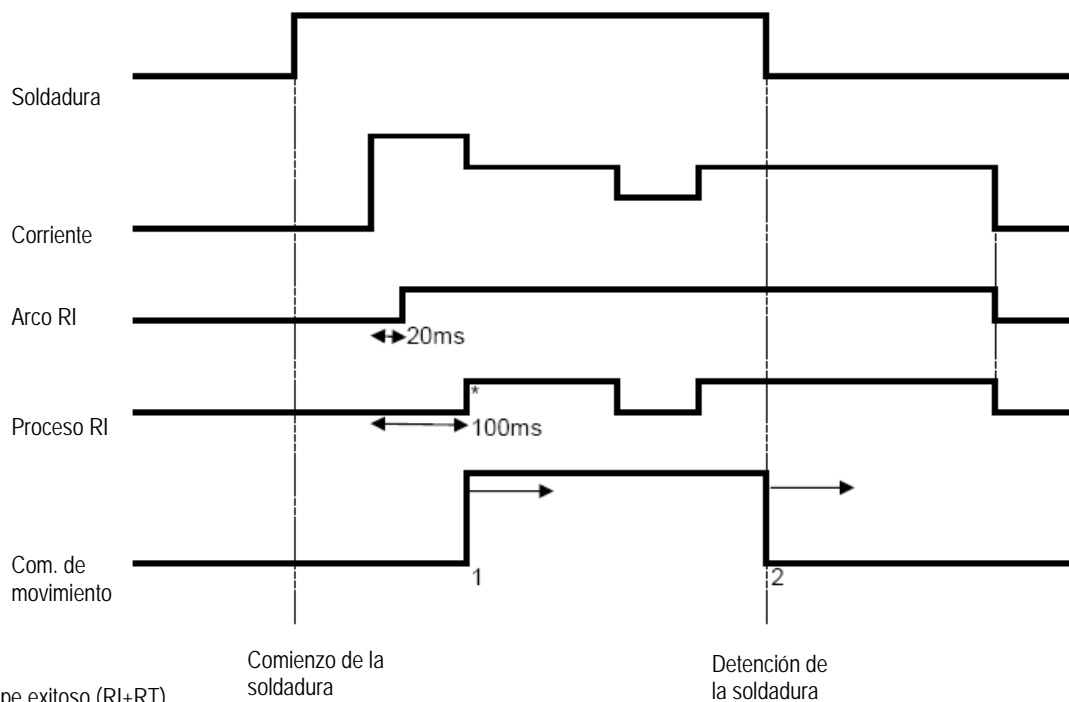 Soldadura
Corriente
Arco RI
20ms
Proceso RI
*
100ms
Com. de
movimiento
1
2
Comienzo de la
soldadura
Detención de
la soldadura
exitoso (RI+RT)